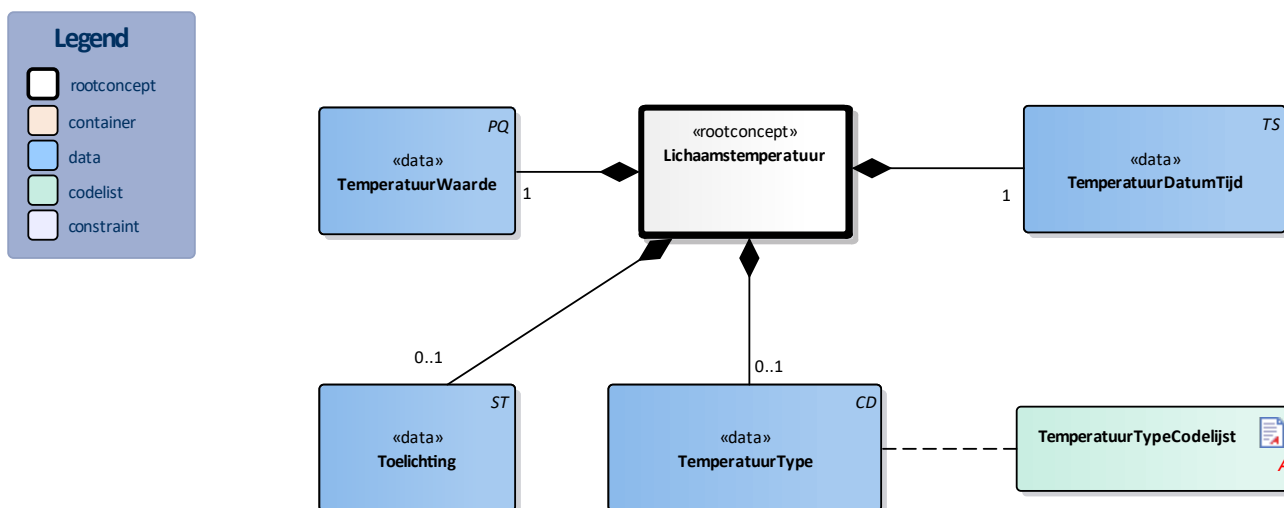 Legend
rootconcept
container
data
codelist
constraint
PQ
«data»
TemperatuurWaarde
1
«rootconcept»
Lichaamstemperatuur
TS
«data»
TemperatuurDatumTijd
1
0..1
0..1
ST
«data»
Toelichting
CD
«data»
TemperatuurType
TemperatuurTypeCodelijst
A